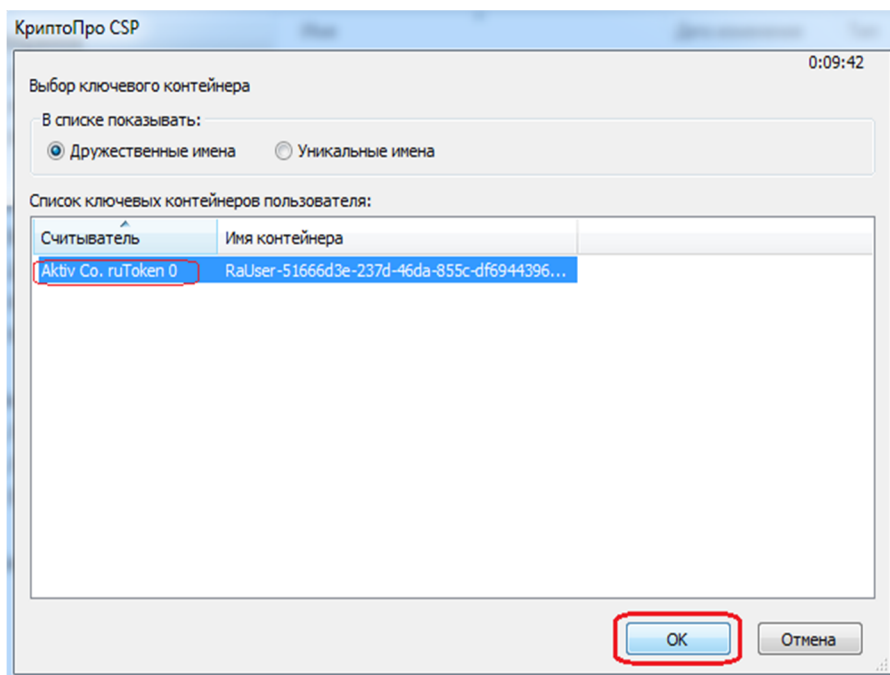 КриптоПро CSP
0:09:42
Выбор ключевого контейнера
В списке показывать:
Дружественные имена Уникальные имена
Список ключевых контейнеров пользователя:
Считыватель Имя контейнера
Aktiv Co. ruToken 0 RaUser-51666d3e-237d-46da-855c-df6944396...
OK Отмена